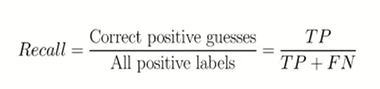 Recall = Correct positive guesses / All positive labels = TP / TP + FN